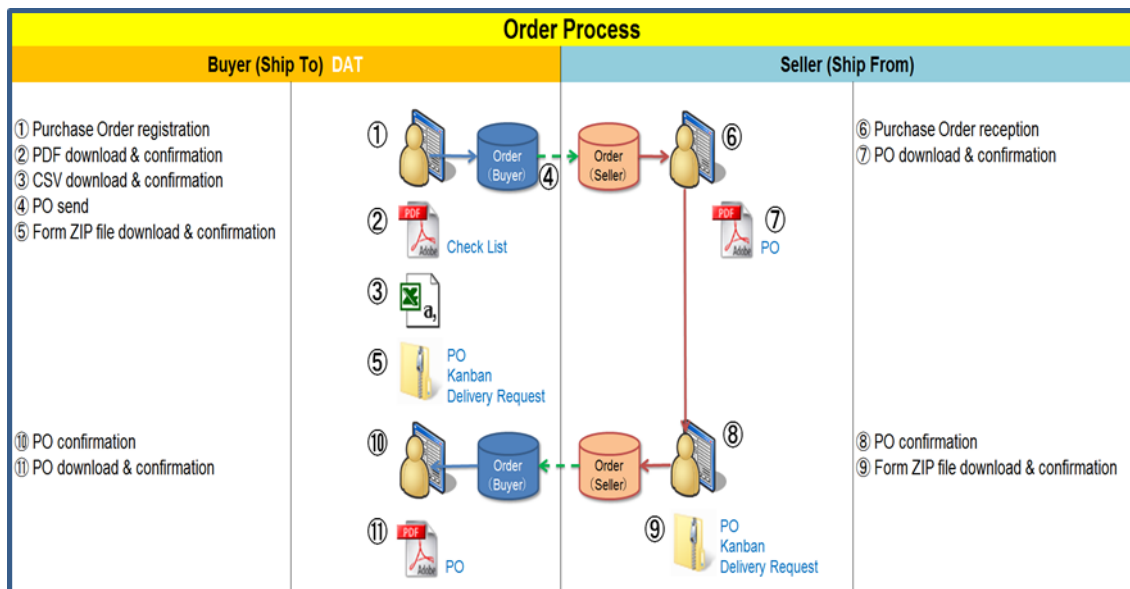 Order Process
Buyer (Ship To) DAT
Seller (Ship From)
① Purchase Order registration
② PDF download & confirmation
③ CSV download & confirmation
④ PO send
⑤ Form ZIP file download & confirmation
①
Order
(Buyer)
④
Order
(Seller)
⑥
⑥ Purchase Order reception
⑦ PO download & confirmation
②
PDF
Adobe
Check List
PDF
Adobe
⑦
PO
③
a,
⑤
PO
Kanban
Delivery Request
⑩ PO confirmation
⑪ PO download & confirmation
⑩
Order
(Buyer)
Order
(Seller)
⑧
⑧ PO confirmation
⑨ Form ZIP file download & confirmation
⑪
PDF
Adobe
PO
⑨
PO
Kanban
Delivery Request